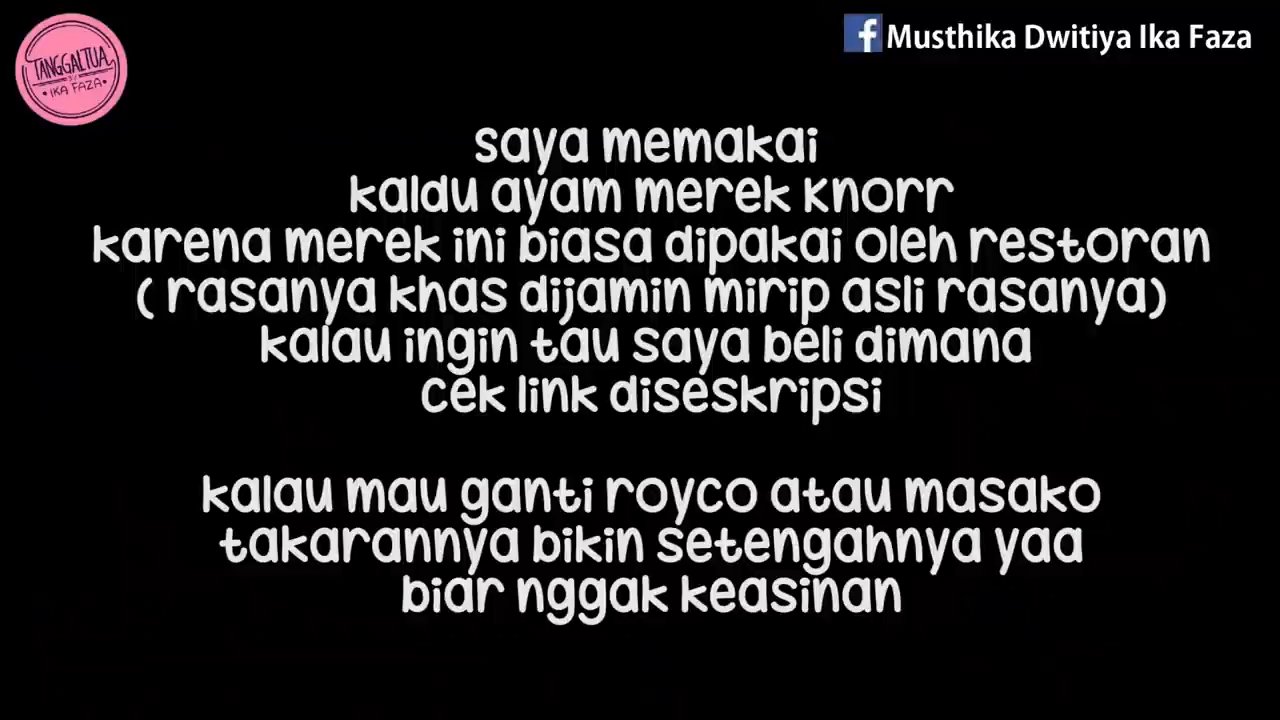 TANGGALTUA
BY
• IKA FAZA •
f Musthika Dwitiya Ika Faza
saya memakai
kaldu ayam merek knorr
karena merek ini biasa dipakai oleh restoran
( rasanya khas dijamin mirip asli rasanya)
kalau ingin tau saya beli dimana
cek link diseskripsi
kalau mau ganti royco atau masako
takarannya bikin setengahnya yaa
biar nggak keasinan